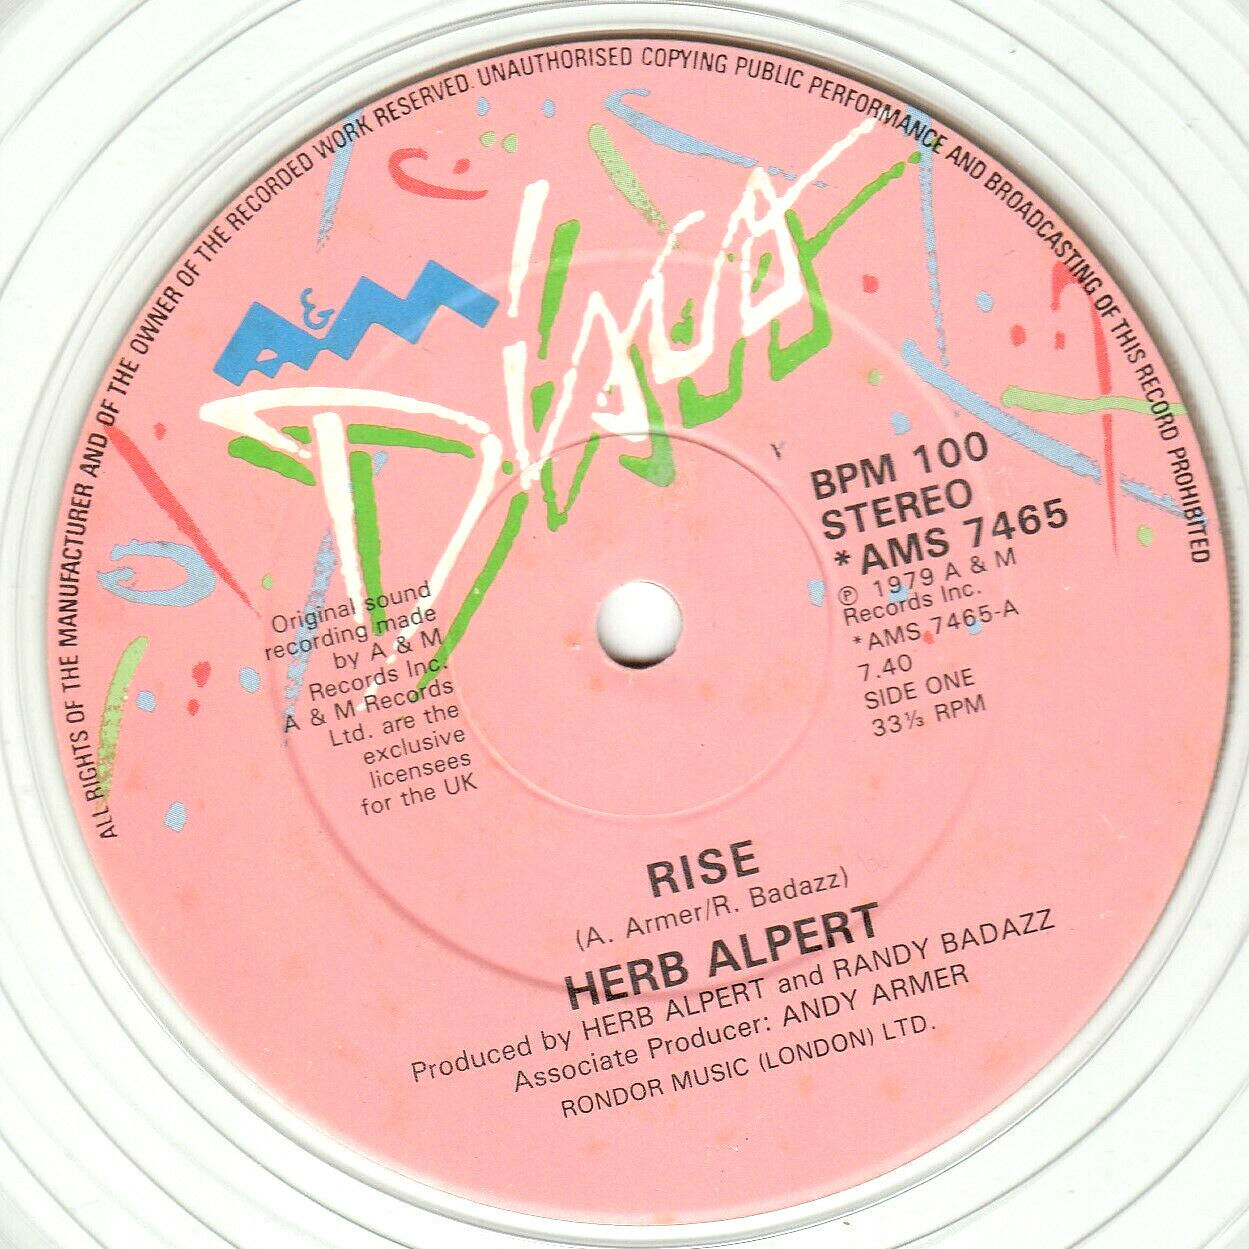 ALL RIGHTS OF THE MANUFACTURER AND OF THE OWNER OF THE RECORDED WORK RESERVED. UNAUTHORISED COPYING PUBLIC PERFORMANCE AND BROADCASTING OF THIS RECORD PROHIBITED
A&M
DISCO
BPM 100
STEREO
*AMS 7465
℗ 1979 A & M
Records Inc.
*AMS 7465-A
7.40
SIDE ONE
33⅓ RPM
Original sound
recording made
by A & M
Records Inc.
A & M Records
Ltd. are the
exclusive
licensees
for the UK
RISE
(A. Armer/R. Badazz)
HERB ALPERT
Produced by HERB ALPERT and RANDY BADAZZ
Associate Producer: ANDY ARMER
RONDOR MUSIC (LONDON) LTD.